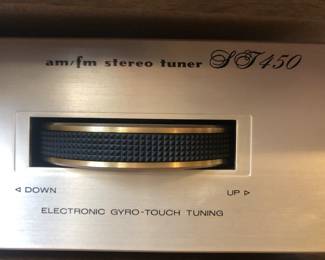 am/fm stereo tuner ST450
◁ DOWN UP ▷
ELECTRONIC GYRO-TOUCH TUNING